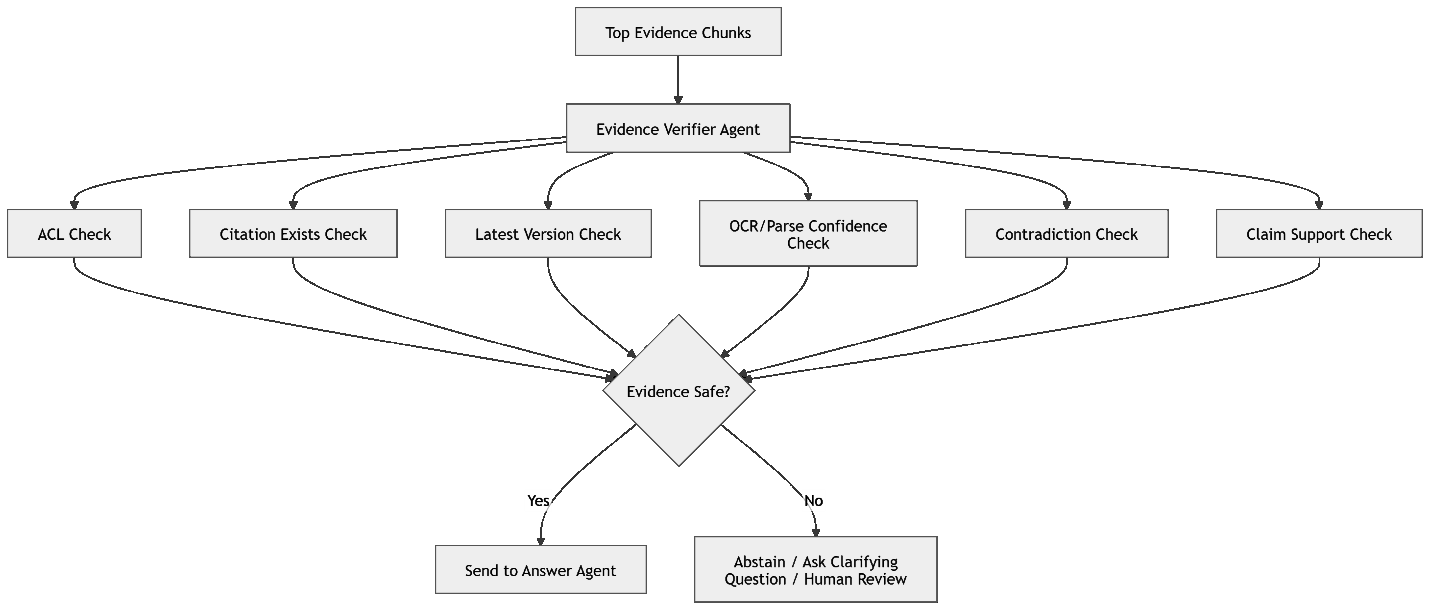 Top Evidence Chunks
Evidence Verifier Agent
ACL Check
Citation Exists Check
Latest Version Check
OCR/Parse Confidence
Check
Contradiction Check
Claim Support Check
Evidence Safe?
Yes
No
Send to Answer Agent
Abstain / Ask Clarifying
Question / Human Review